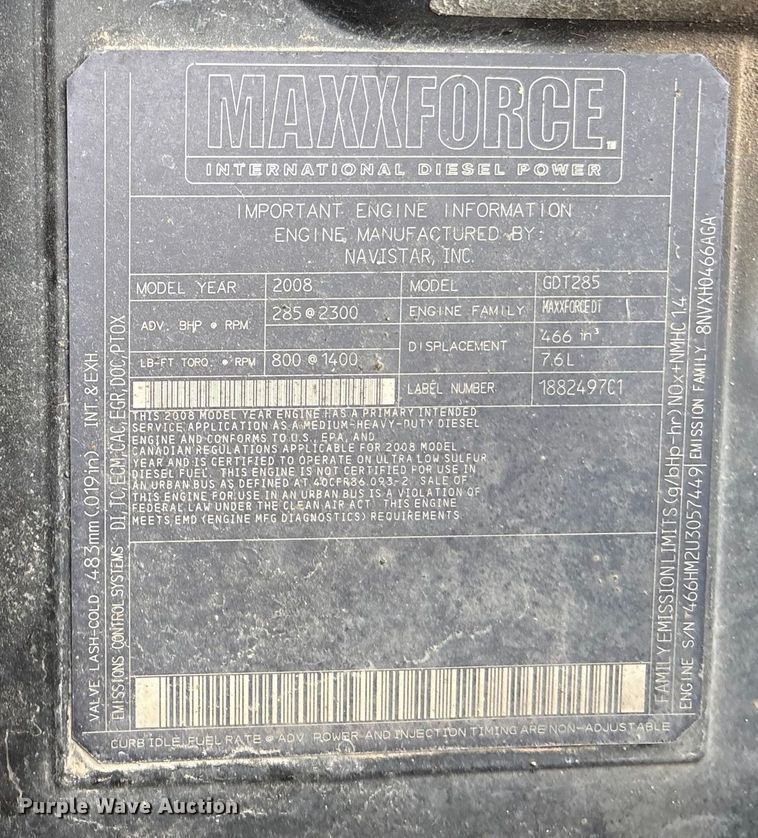 MAXXFORCE
INTERNATIONAL DIESEL POWER
IMPORTANT ENGINE INFORMATION
ENGINE MANUFACTURED BY:
NAVISTAR, INC.
MODEL YEAR 2008 MODEL GDT285
ADV. BHP @ RPM 285@2300 ENGINE FAMILY MAXXFORCE DT
DISPLACEMENT 466 in³
7.6L
LB-FT TORQ. @ RPM 800@1400
LABEL NUMBER 1882497C1
THIS 2008 MODEL YEAR ENGINE HAS A PRIMARY INTENDED
SERVICE APPLICATION AS A MEDIUM-HEAVY-DUTY DIESEL
ENGINE AND CONFORMS TO U.S., EPA, AND
CANADIAN REGULATIONS APPLICABLE FOR 2008 MODEL
YEAR AND IS CERTIFIED TO OPERATE ON ULTRA LOW SULFUR
DIESEL FUEL. THIS ENGINE IS NOT CERTIFIED FOR USE IN
AN URBAN BUS AS DEFINED AT 40CFR86.093-2. SALE OF
THIS ENGINE FOR USE IN AN URBAN BUS IS A VIOLATION OF
FEDERAL LAW UNDER THE CLEAN AIR ACT. THIS ENGINE
MEETS EMD (ENGINE MFG DIAGNOSTICS) REQUIREMENTS.
VALVE LASH-COLD .483mm (.019in) INT. & EXH.
EMISSIONS CONTROL SYSTEMS DI,TC,ECM,CAC,EGR,DOC,PTOX
FAMILY EMISSION LIMITS (g/bHp-hr) NOx+NMHC 1.4
ENGINE S/N 466HM2U3057449 EMISSION FAMILY 8NVXH0466AGA
CURB IDLE, FUEL RATE @ ADV. POWER AND INJECTION TIMING ARE NON-ADJUSTABLE
Purple Wave Auction